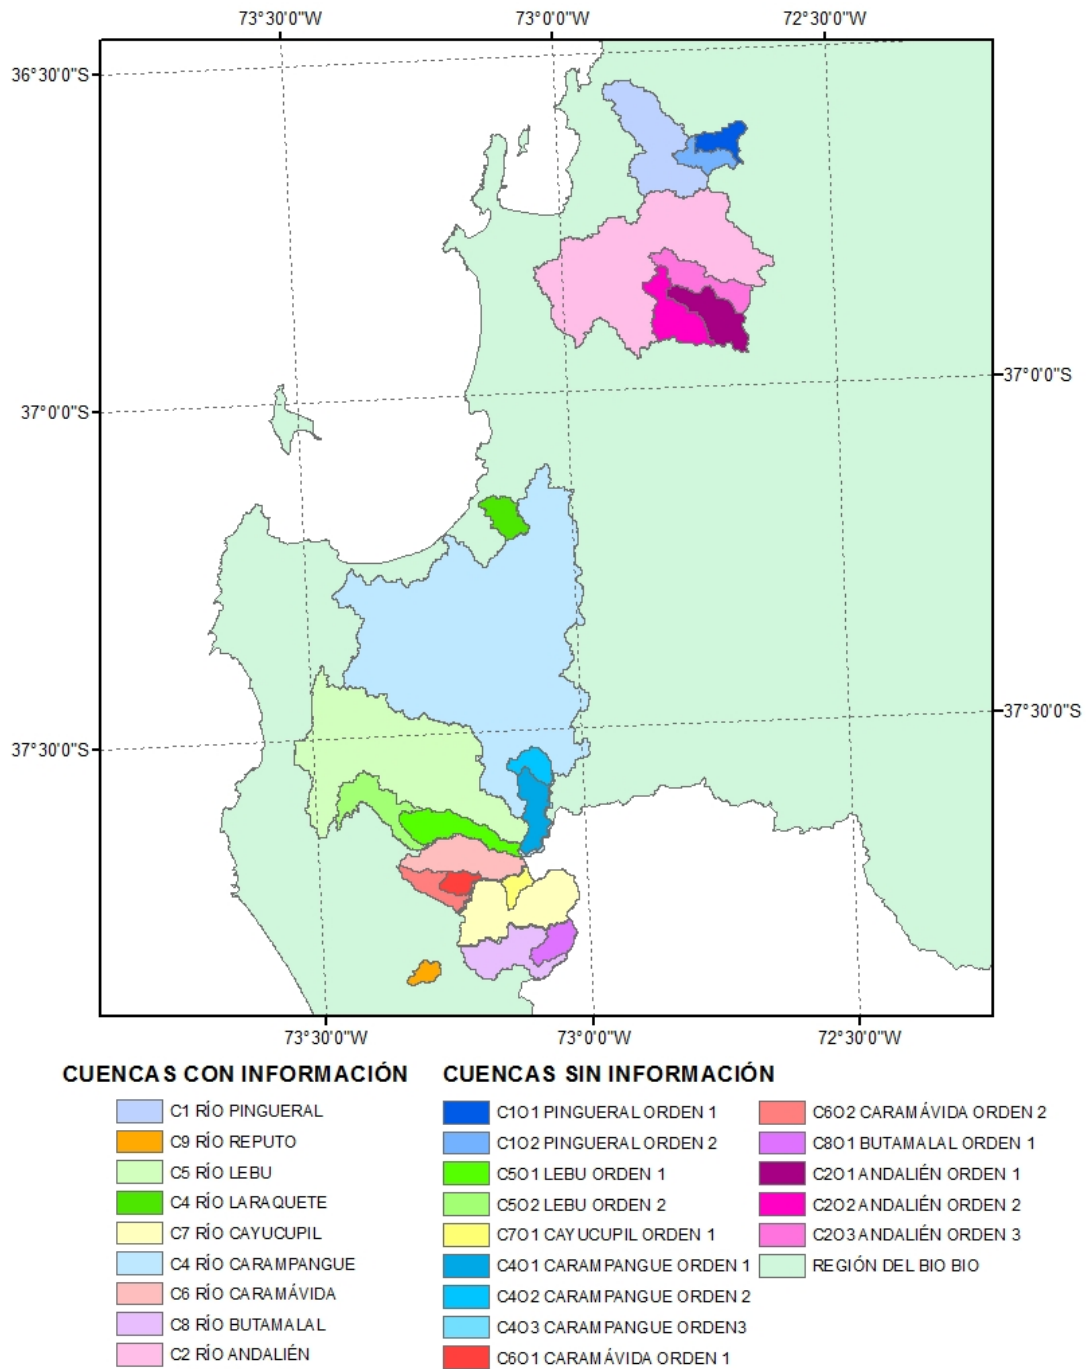 73°30'0"W 73°0'0"W 72°30'0"W
36°30'0"S
37°0'0"S
37°0'0"S
37°30'0"S
37°30'0"S
73°30'0"W 73°0'0"W 72°30'0"W
CUENCAS CON INFORMACIÓN
C1 RÍO PINGUERAL
C9 RÍO REPUTO
C5 RÍO LEBU
C4 RÍO LARAQUETE
C7 RÍO CAYUCUPIL
C4 RÍO CARAMPANGUE
C6 RÍO CARAMÁVIDA
C8 RÍO BUTAMALAL
C2 RÍO ANDALIÉN
CUENCAS SIN INFORMACIÓN
C1O1 PINGUERAL ORDEN 1
C1O2 PINGUERAL ORDEN 2
C5O1 LEBU ORDEN 1
C5O2 LEBU ORDEN 2
C7O1 CAYUCUPIL ORDEN 1
C4O1 CARAMPANGUE ORDEN 1
C4O2 CARAMPANGUE ORDEN 2
C4O3 CARAMPANGUE ORDEN3
C6O1 CARAMÁVIDA ORDEN 1
C6O2 CARAMÁVIDA ORDEN 2
C8O1 BUTAMALAL ORDEN 1
C2O1 ANDALIÉN ORDEN 1
C2O2 ANDALIÉN ORDEN 2
C2O3 ANDALIÉN ORDEN 3
REGIÓN DEL BIO BIO